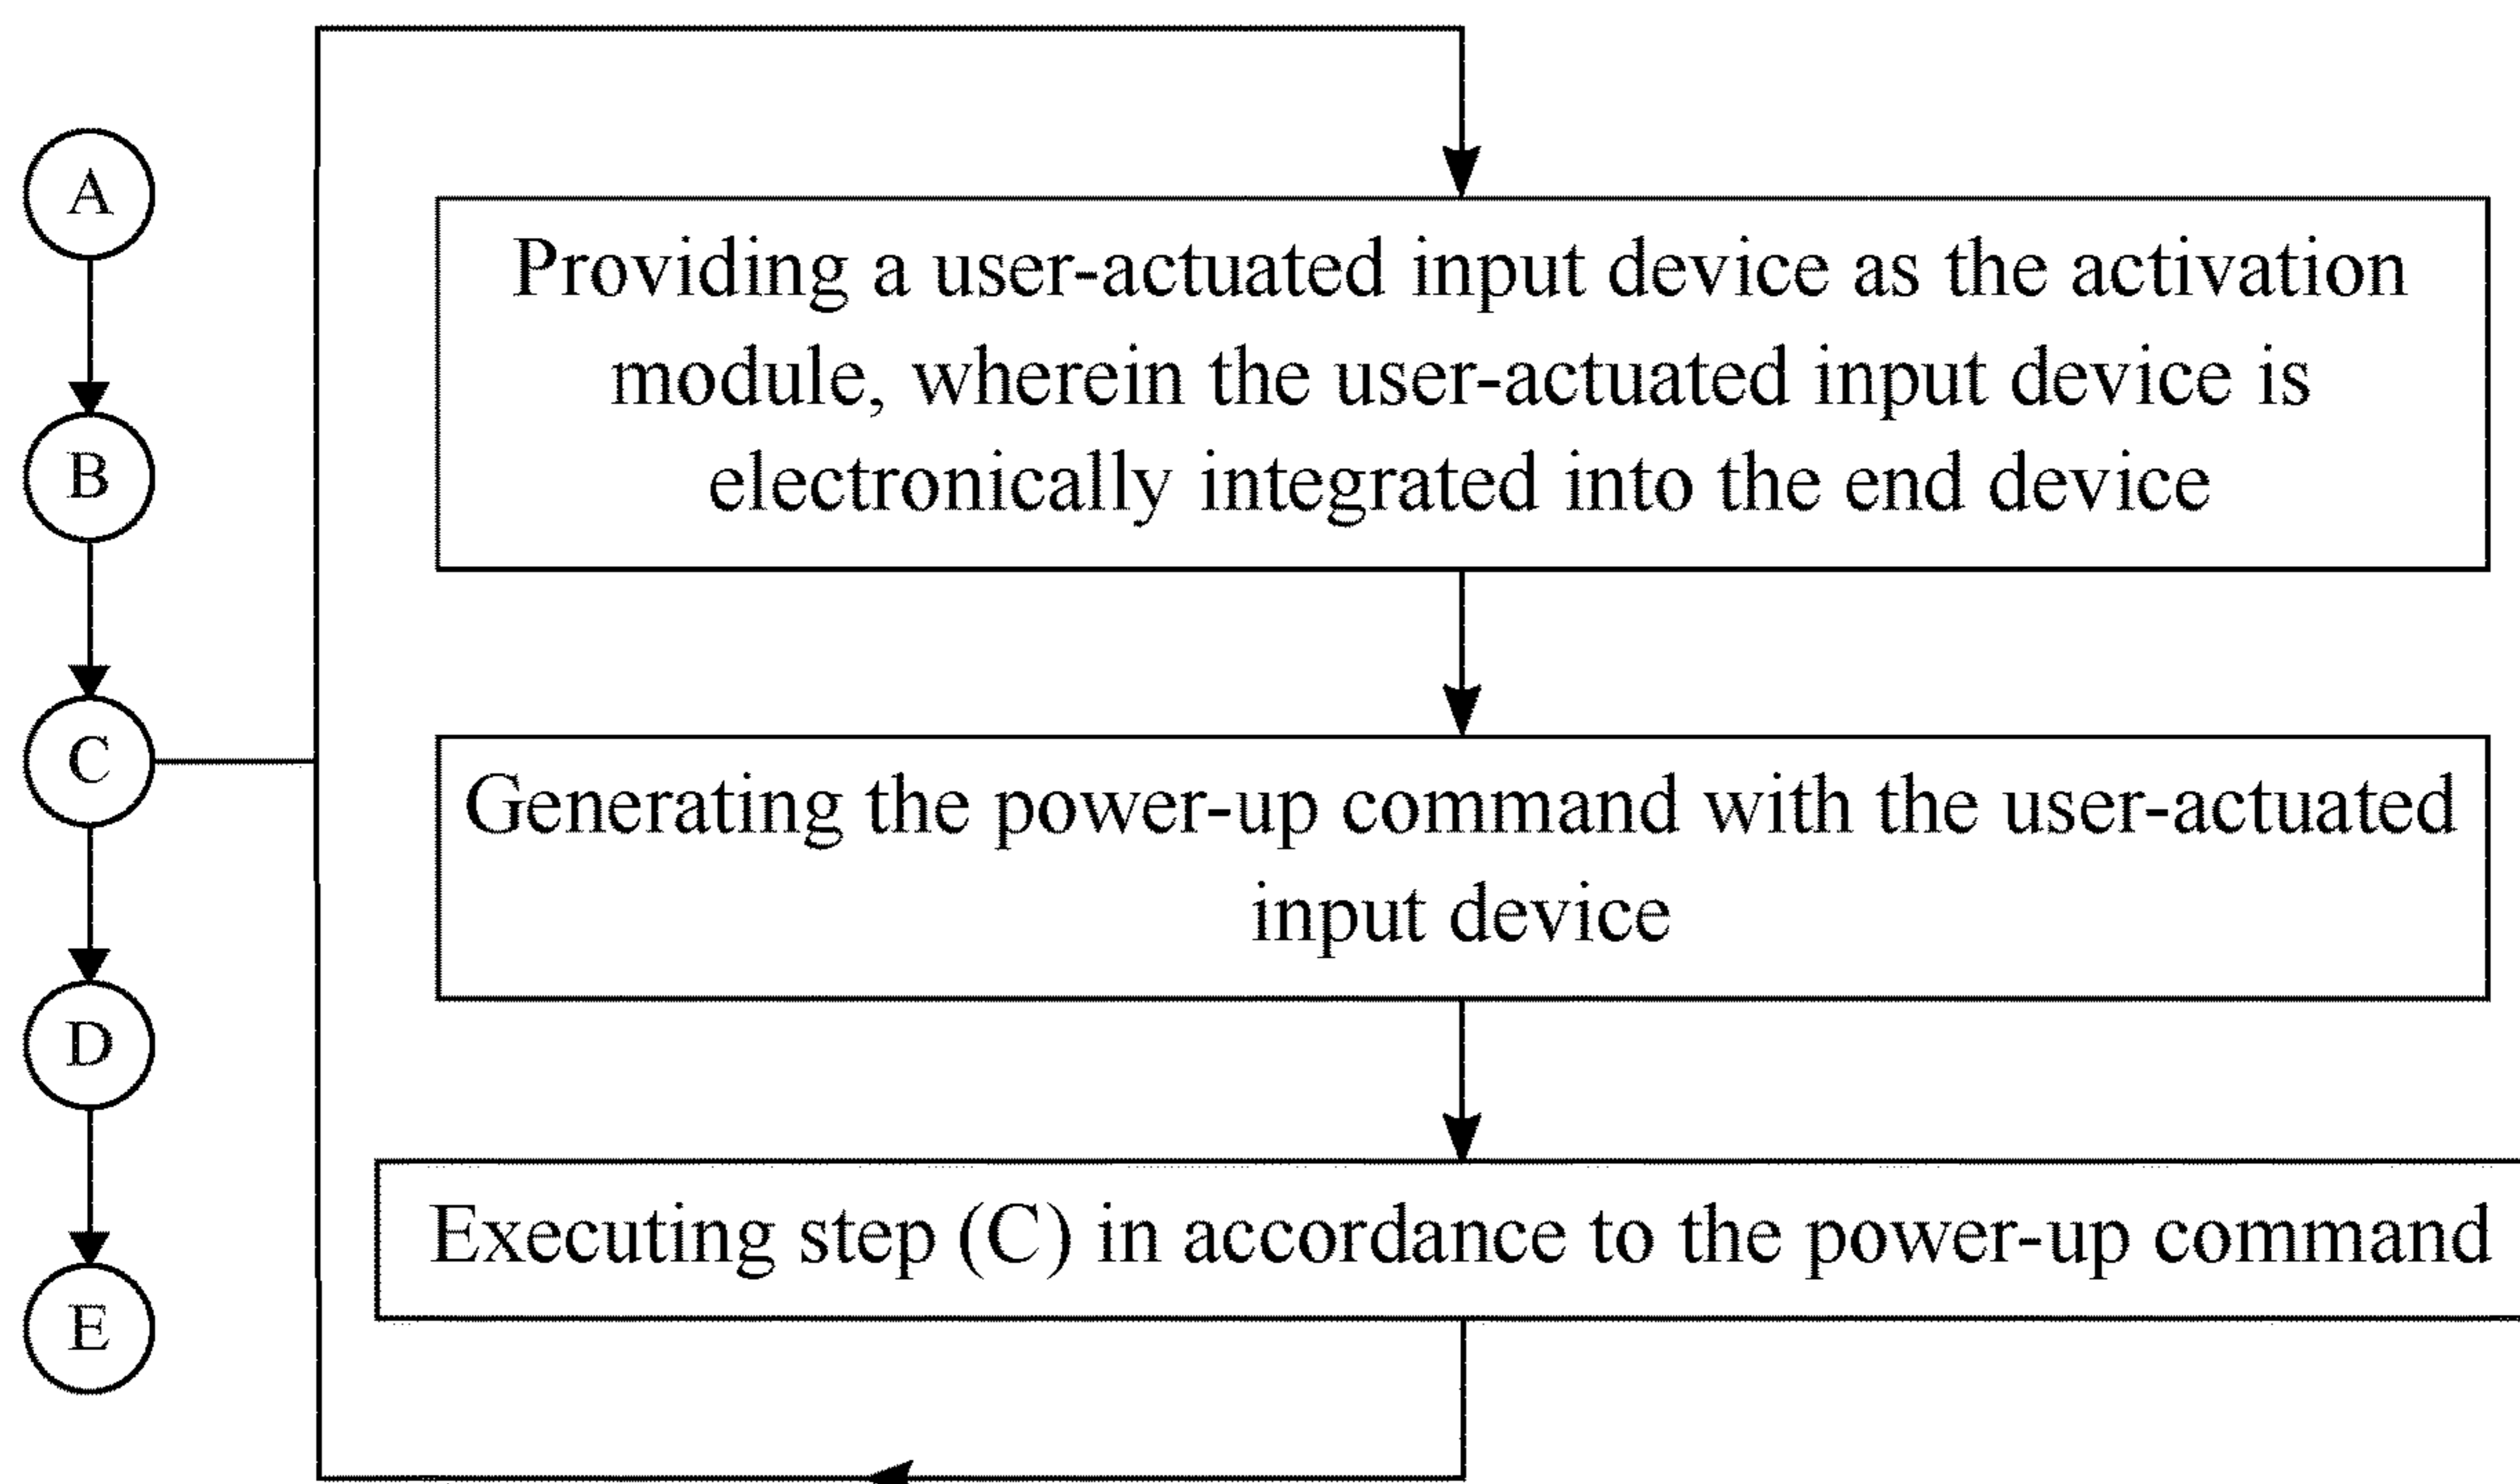 A
B
C
D
E
Providing a user-actuated input device as the activation
module, wherein the user-actuated input device is
electronically integrated into the end device
Generating the power-up command with the user-actuated
input device
Executing step (C) in accordance to the power-up command